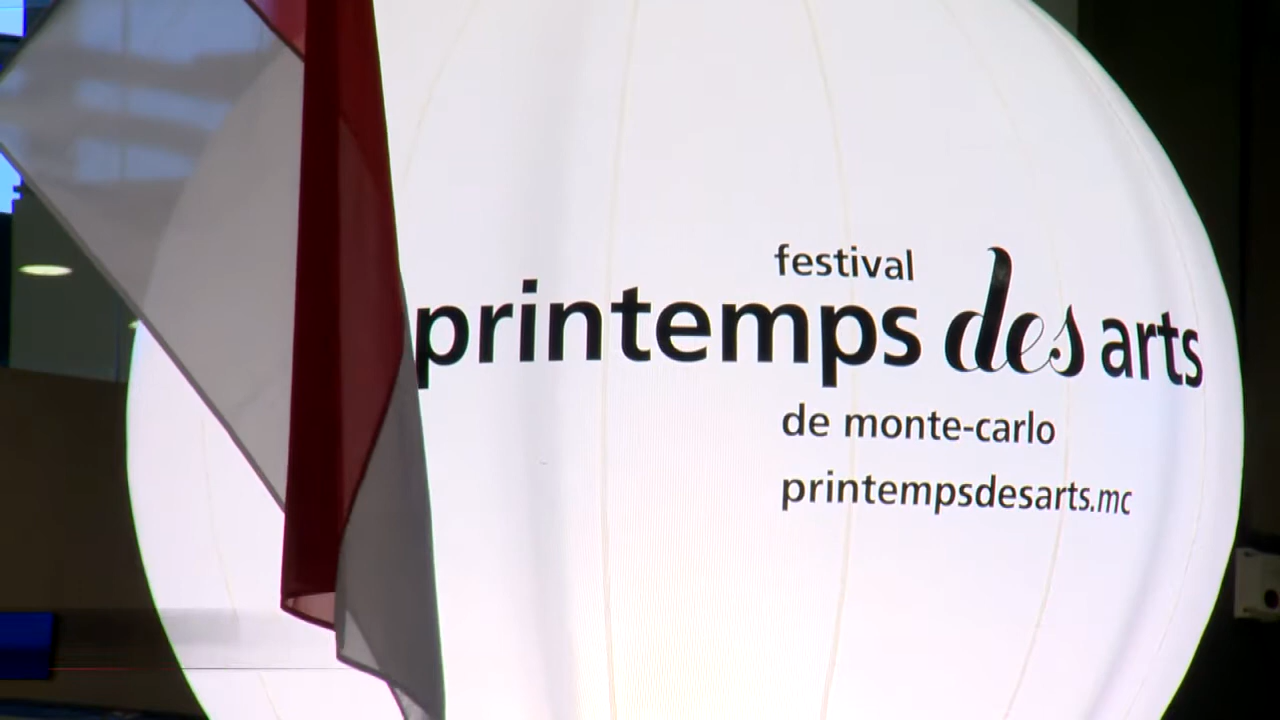 festival
printemps des arts
de monte-carlo
printempsdesarts.mc